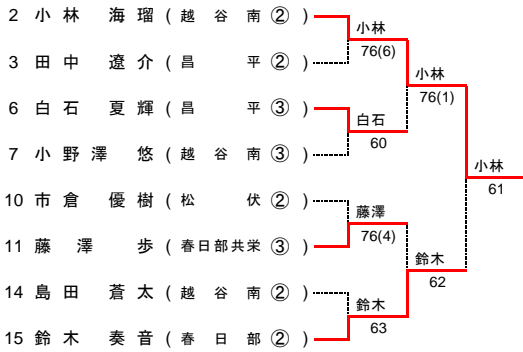 2 小林 海瑠 ( 越谷南 ② )
小林
76(6)
3 田中 遼介 ( 昌平 ② )
小林
76(1)
6 白石 夏輝 ( 昌平 ③ )
白石
60
7 小野澤 悠 ( 越谷南 ③ )
小林
61
10 市倉 優樹 ( 松伏 ② )
藤澤
76(4)
11 藤澤 歩 ( 春日部共栄 ③ )
鈴木
62
14 島田 蒼太 ( 越谷南 ② )
鈴木
63
15 鈴木 奏音 ( 春日部 ② )